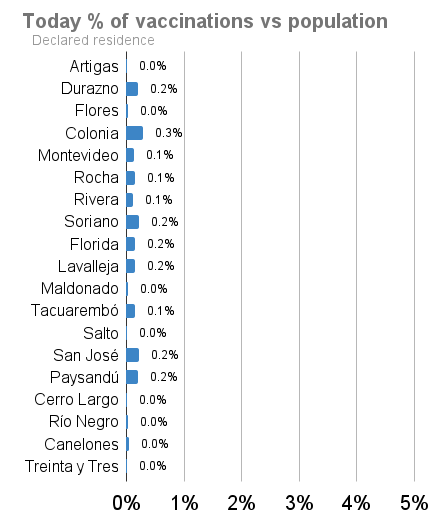 Today % of vaccinations vs population
Declared residence
Artigas 0.0%
Durazno 0.2%
Flores 0.0%
Colonia 0.3%
Montevideo 0.1%
Rocha 0.1%
Rivera 0.1%
Soriano 0.2%
Florida 0.2%
Lavalleja 0.2%
Maldonado 0.0%
Tacuarembó 0.1%
Salto 0.0%
San José 0.2%
Paysandú 0.2%
Cerro Largo 0.0%
Río Negro 0.0%
Canelones 0.0%
Treinta y Tres 0.0%
0% 1% 2% 3% 4% 5%